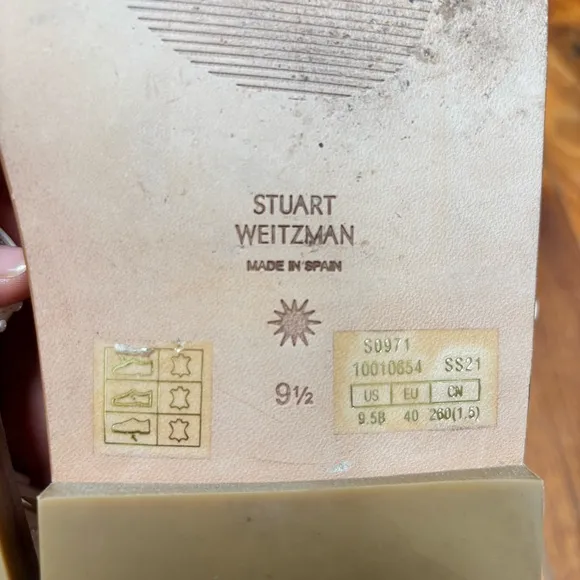 STUART
WEITZMAN
MADE IN SPAIN
9½
S0971
10010654 SS21
US EU CN
9.5B 40 260(1.5)